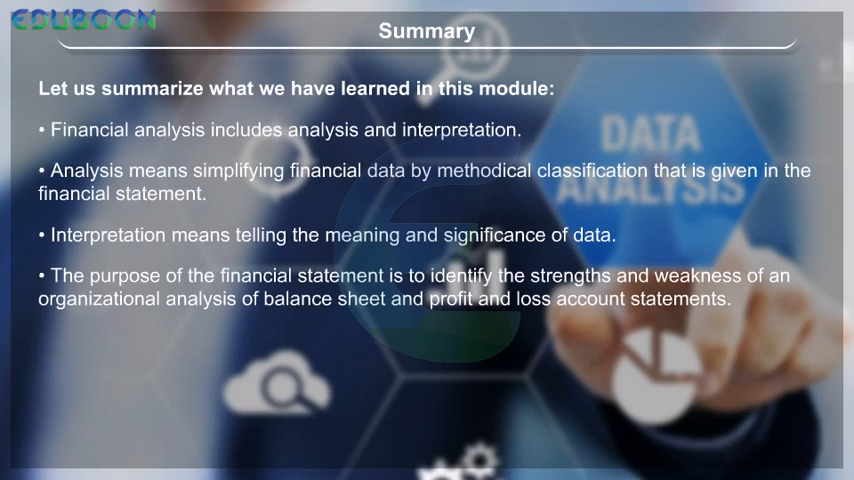 EDUBOON
Summary
Let us summarize what we have learned in this module:
• Financial analysis includes analysis and interpretation.
• Analysis means simplifying financial data by methodical classification that is given in the
financial statement.
• Interpretation means telling the meaning and significance of data.
• The purpose of the financial statement is to identify the strengths and weakness of an
organizational analysis of balance sheet and profit and loss account statements.
DATA
ANALYSIS